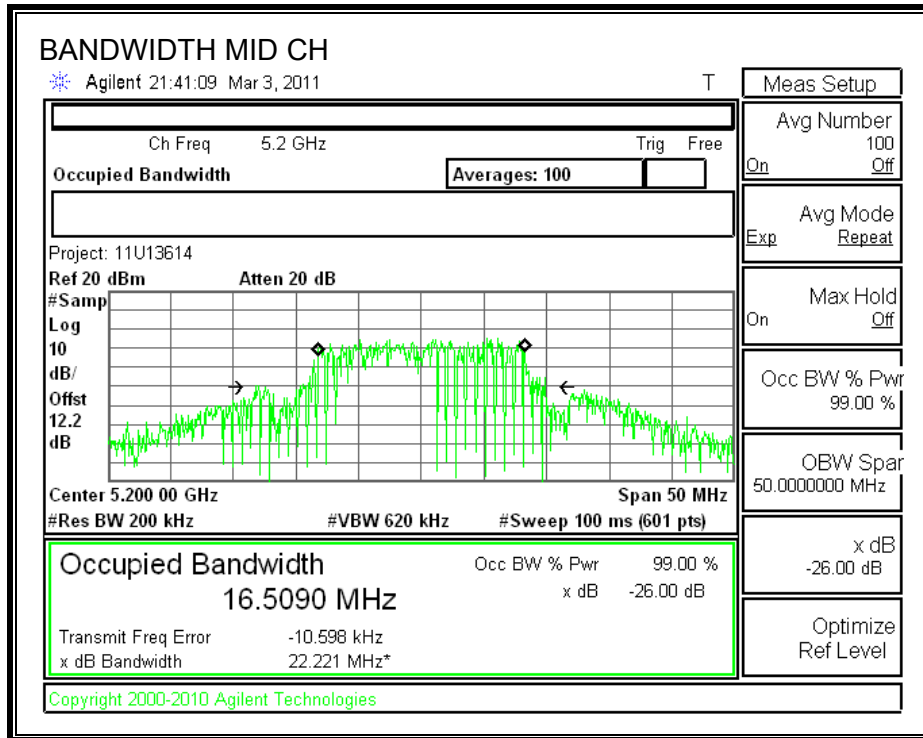 BANDWIDTH MID CH
Agilent 21:41:09 Mar 3, 2011 T
Ch Freq 5.2 GHz Trig Free
Occupied Bandwidth Averages: 100
Project: 11U13614
Ref 20 dBm Atten 20 dB
#Samp
Log
10
dB/
Offst
12.2
dB
Center 5.200 00 GHz Span 50 MHz
#Res BW 200 kHz #VBW 620 kHz #Sweep 100 ms (601 pts)
Occupied Bandwidth Occ BW % Pwr 99.00 %
16.5090 MHz x dB -26.00 dB
Transmit Freq Error -10.598 kHz
x dB Bandwidth 22.221 MHz*
Copyright 2000-2010 Agilent Technologies
Meas Setup
Avg Number
100
On Off
Avg Mode
Exp Repeat
Max Hold
On Off
Occ BW % Pwr
99.00 %
OBW Span
50.0000000 MHz
x dB
-26.00 dB
Optimize
Ref Level